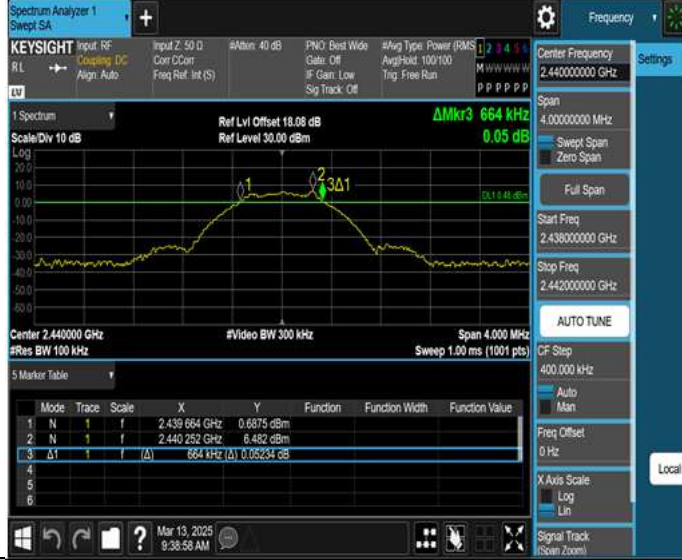 Spectrum Analyzer 1
Swept SA
+
Frequency
KEYSIGHT
RL
LV
Input: RF
Coupling: DC
Align: Auto
Input Z: 50 Ω
Corr CCorr
Freq Ref: Int (S)
#Atten: 40 dB
PNO: Best Wide
Gate: Off
IF Gain: Low
Sig Track: Off
#Avg Type: Power (RMS
Avg|Hold: 100/100
Trig: Free Run
1 2 3 4 5 6
M W W W W W
P P P P P P
1 Spectrum
Scale/Div 10 dB
Log
Ref Lvl Offset 18.08 dB
Ref Level 30.00 dBm
ΔMkr3 664 kHz
0.05 dB
20.0
10.0
0.00
-10.0
-20.0
-30.0
-40.0
-50.0
-60.0
1
2
3Δ1
DL1 0.48 dBm
Center 2.440000 GHz
#Res BW 100 kHz
#Video BW 300 kHz
Span 4.000 MHz
Sweep 1.00 ms (1001 pts)
5 Marker Table
Mode Trace Scale X Y Function Function Width Function Value
1 N 1 f 2.439 664 GHz 0.6875 dBm
2 N 1 f 2.440 252 GHz 6.482 dBm
3 Δ1 1 f (Δ) 664 kHz (Δ) 0.05234 dB
4
5
6
?
Mar 13, 2025
9:38:58 AM
Center Frequency
2.440000000 GHz
Span
4.00000000 MHz
Swept Span
Zero Span
Full Span
Start Freq
2.438000000 GHz
Stop Freq
2.442000000 GHz
AUTO TUNE
CF Step
400.000 kHz
Auto
Man
Freq Offset
0 Hz
X Axis Scale
Log
Lin
Signal Track
(Span Zoom)
Settings
Local